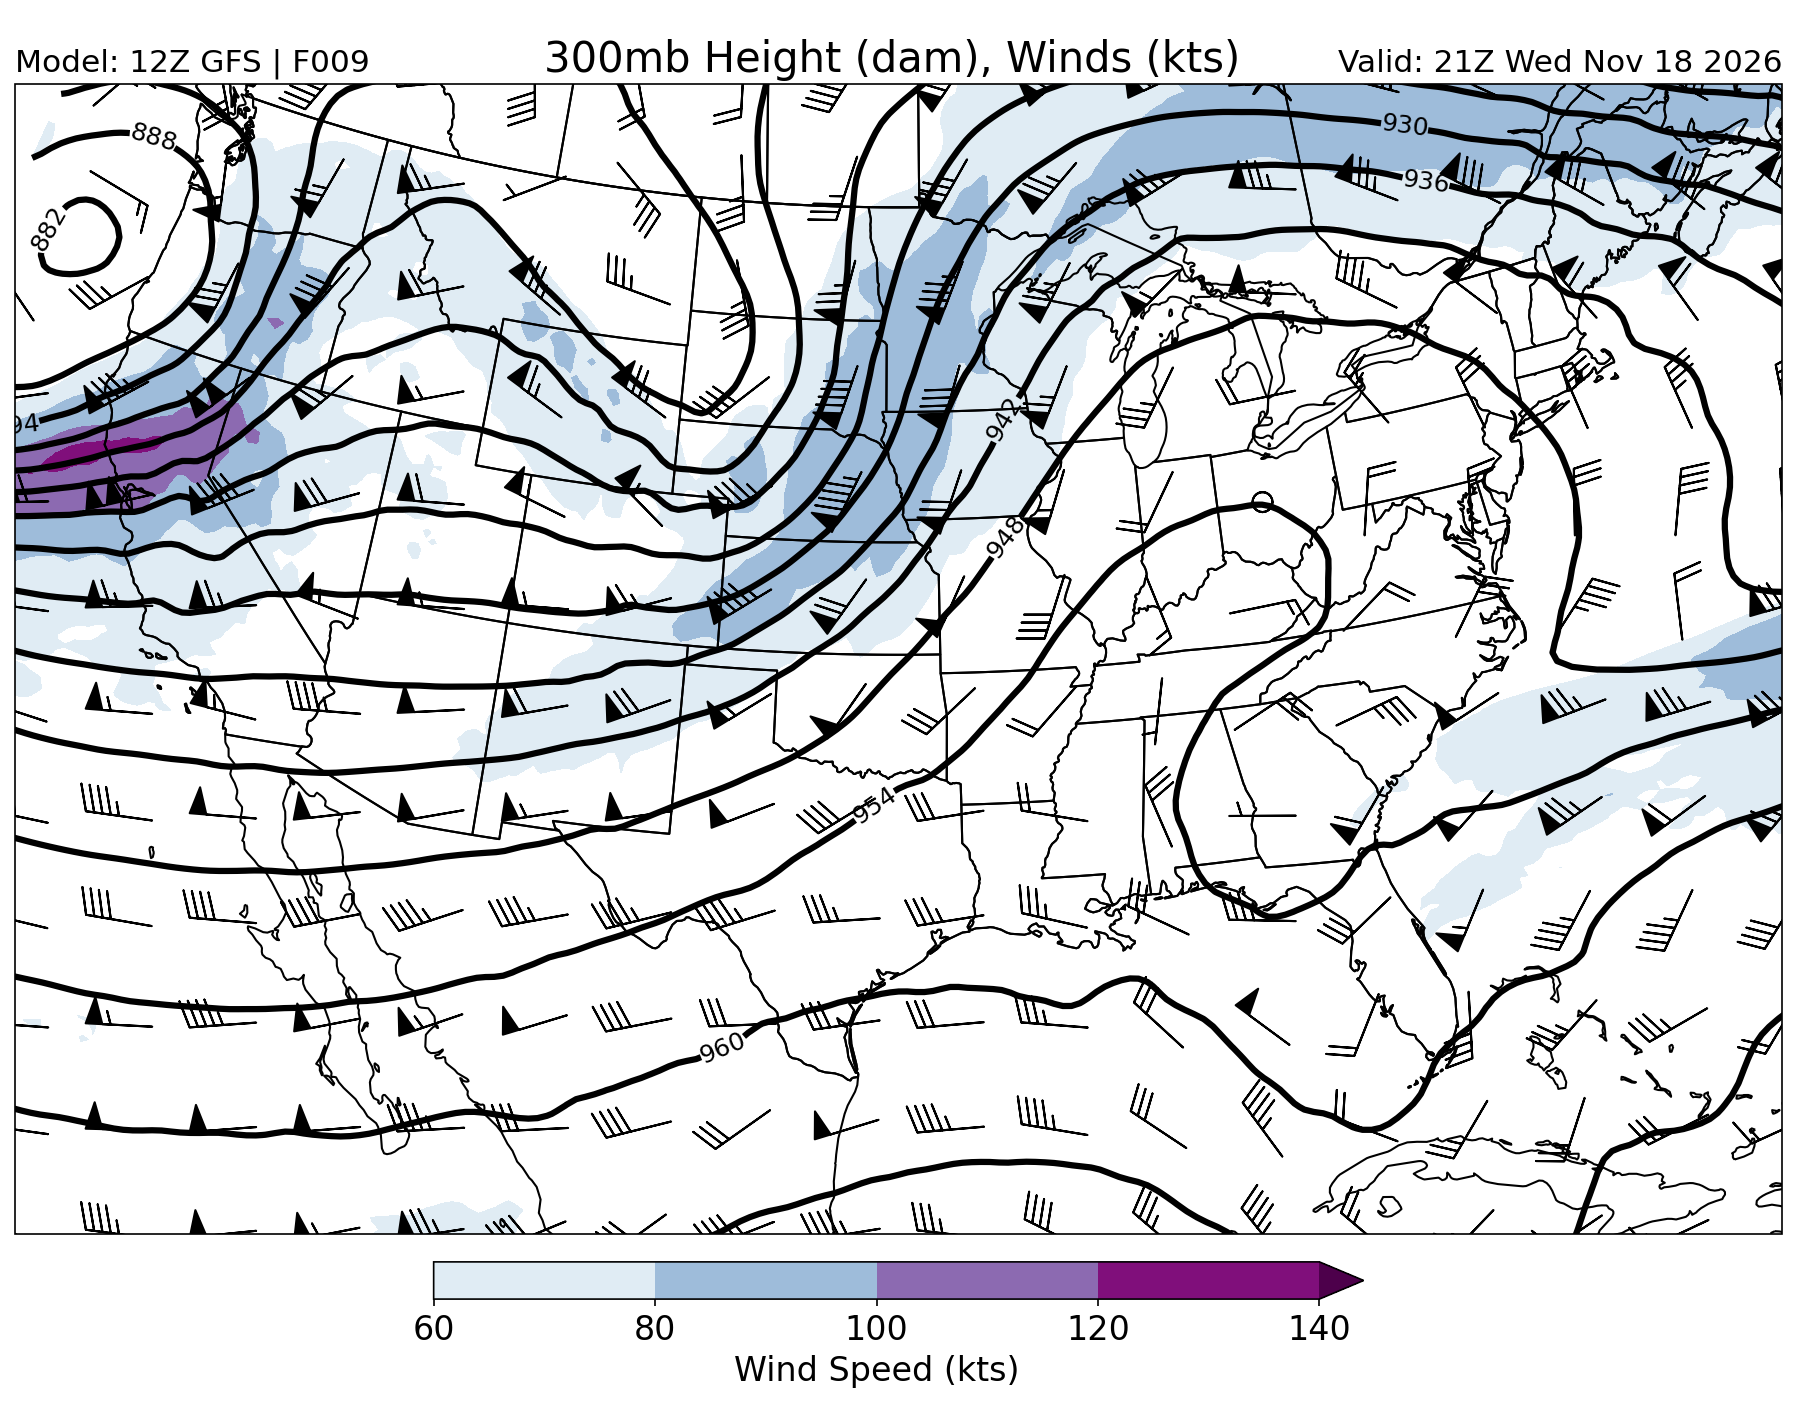 Model: 12Z GFS | F009
300mb Height (dam), Winds (kts)
Valid: 21Z Wed Nov 18 2026
888
930
936
882
94
942
948
954
960
60 80 100 120 140
Wind Speed (kts)